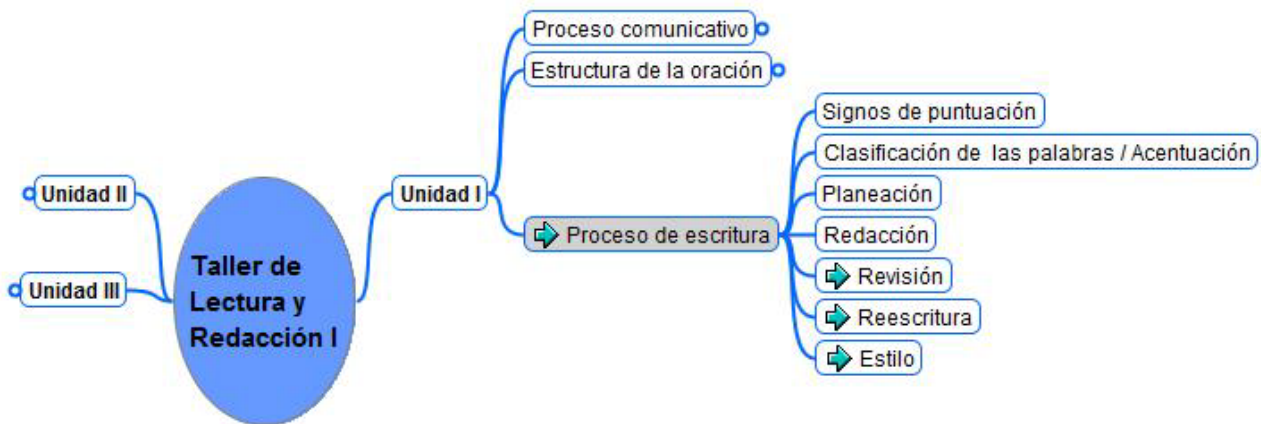 Proceso comunicativo
Estructura de la oración
Signos de puntuación
Clasificación de las palabras / Acentuación
Unidad II
Unidad I
Planeación
Proceso de escritura
Redacción
Taller de
Lectura y
Redacción I
Unidad III
Revisión
Reescritura
Estilo